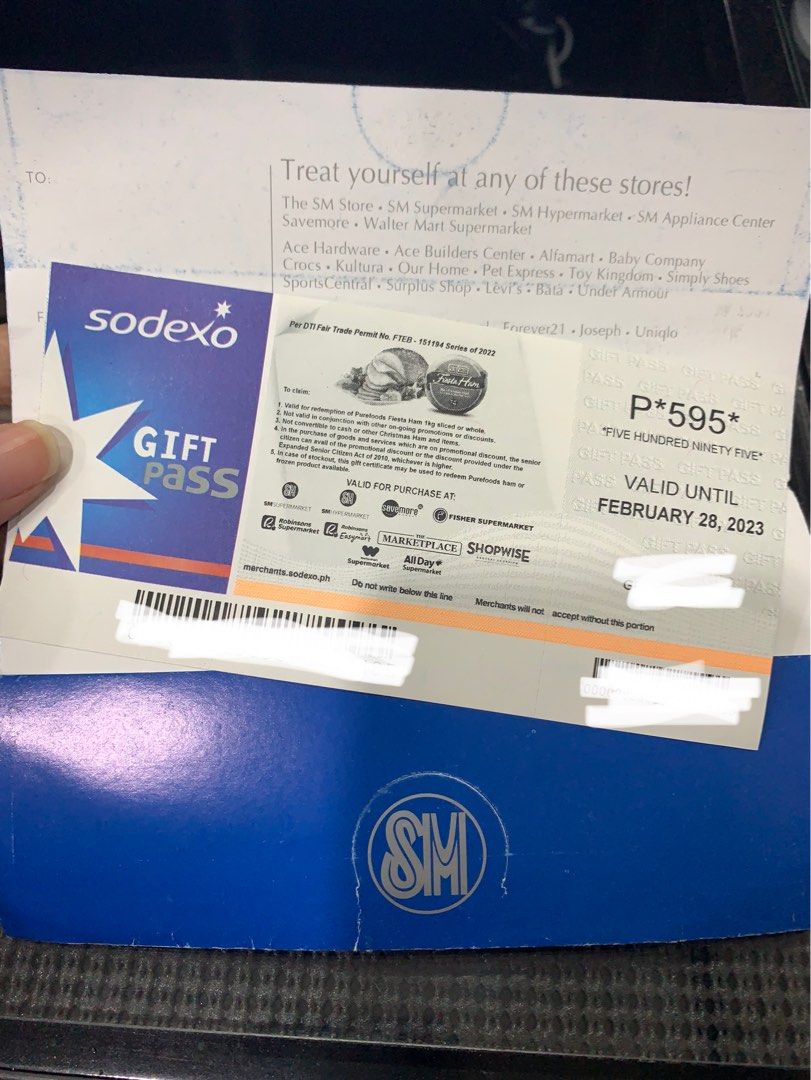 TO:
Treat yourself at any of these stores!
The SM Store • SM Supermarket • SM Hypermarket • SM Appliance Center
Savemore • Walter Mart Supermarket
Ace Hardware • Ace Builders Center • Alfamart • Baby Company
Crocs • Kultura • Our Home • Pet Express • Toy Kingdom • Simply Shoes
SportsCentral • Surplus Shop • Levi's • Bata • Under Armour
F
Forever21 • Joseph • Uniqlo
sodexo
GIFT
Pass
Per DTI Fair Trade Permit No. FTEB - 151194 Series of 2022
Fiesta Ham
To claim:
1. Valid for redemption of Purefoods Fiesta Ham 1kg sliced or whole.
2. Not valid in conjunction with other on-going promotions or discounts.
3. Not convertible to cash or other Christmas Ham and items.
4. In the purchase of goods and services which are on promotional discount, the senior
citizen can avail of the promotional discount or the discount provided under the
Expanded Senior Citizen Act of 2010, whichever is higher.
5. In case of stockout, this gift certificate may be used to redeem Purefoods ham or
frozen product available.
VALID FOR PURCHASE AT:
SM SUPERMARKET
SM HYPERMARKET
savemore
FISHER SUPERMARKET
Robinsons
Supermarket
Robinsons
Easymart
THE
MARKETPLACE
SHOPWISE
Supermarket
AllDay
Supermarket
merchants.sodexo.ph
Do not write below this line
Merchants will not accept without this portion
GIFT PASS
P*595*
*FIVE HUNDRED NINETY FIVE*
VALID UNTIL
FEBRUARY 28, 2023
G
SM